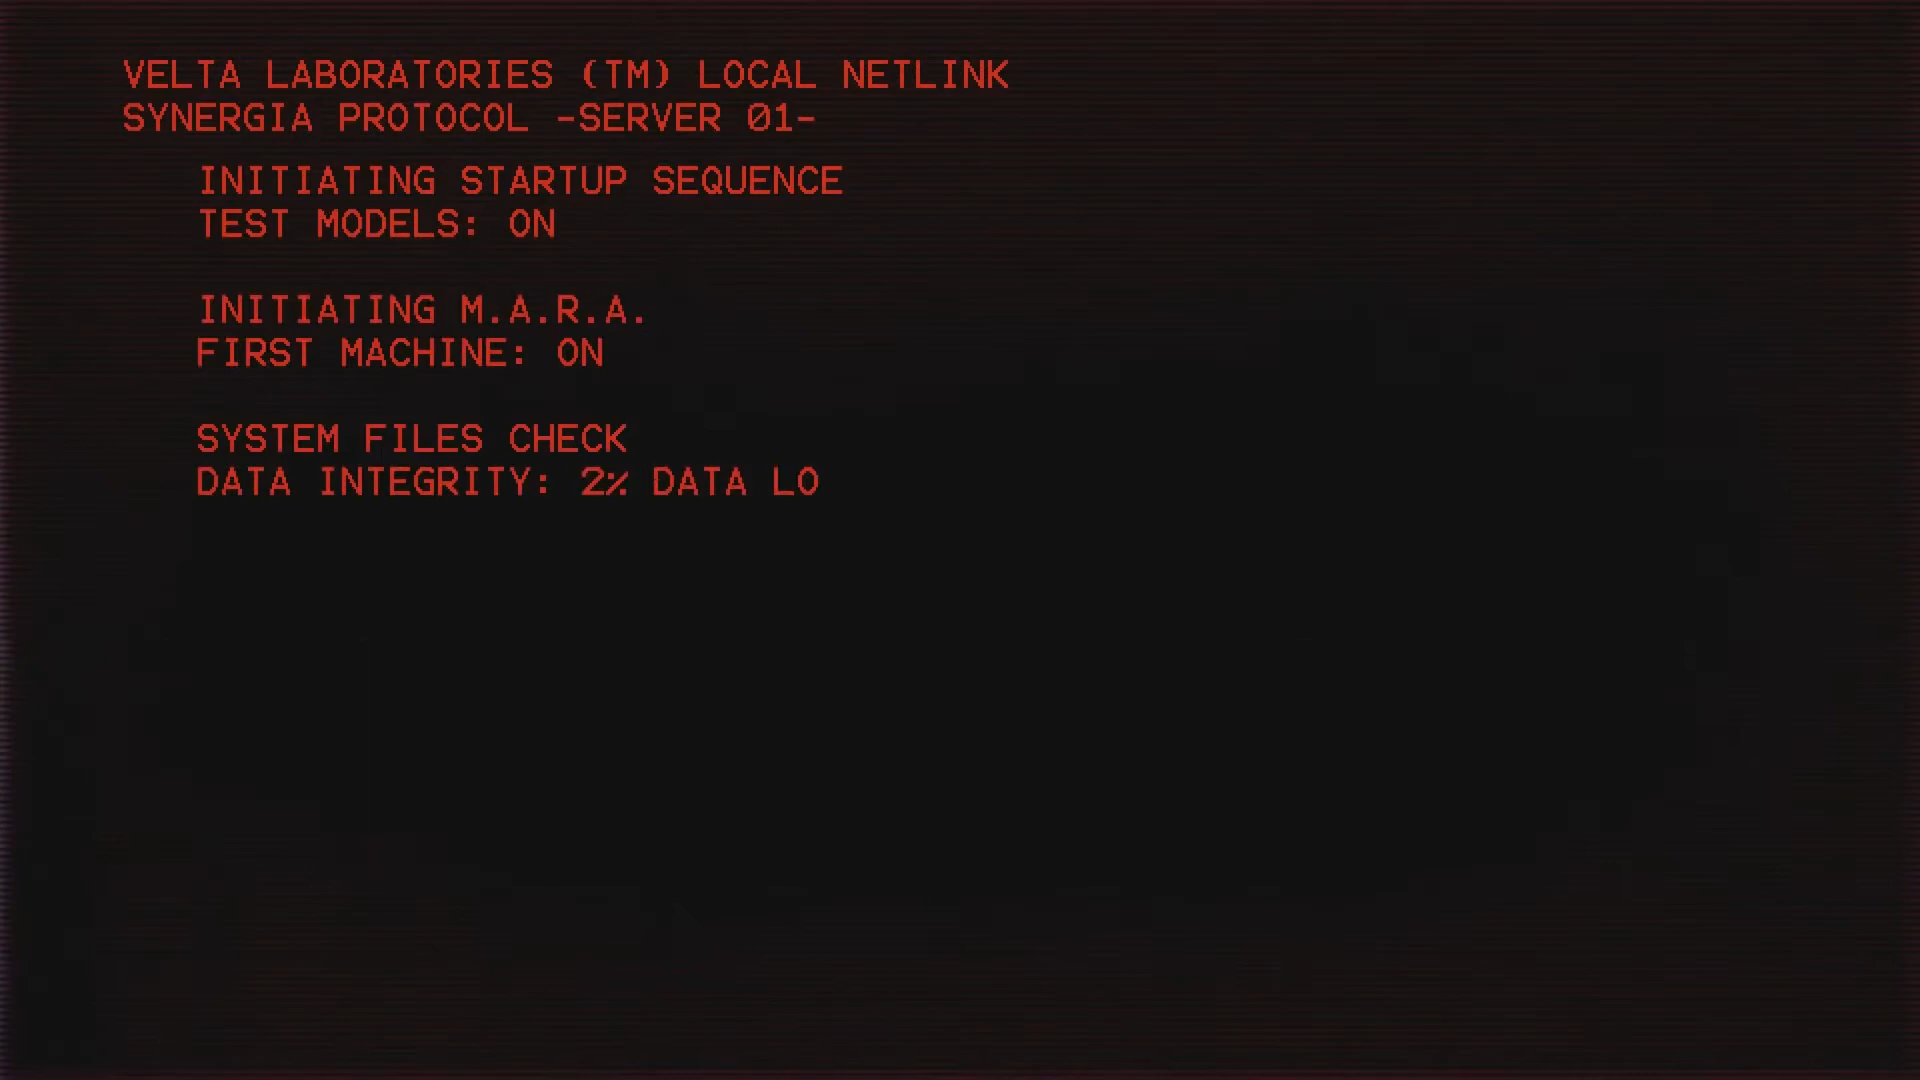 VELTA LABORATORIES (TM) LOCAL NETLINK
SYNERGIA PROTOCOL -SERVER 01-
INITIATING STARTUP SEQUENCE
TEST MODELS: ON
INITIATING M.A.R.A.
FIRST MACHINE: ON
SYSTEM FILES CHECK
DATA INTEGRITY: 2% DATA LO